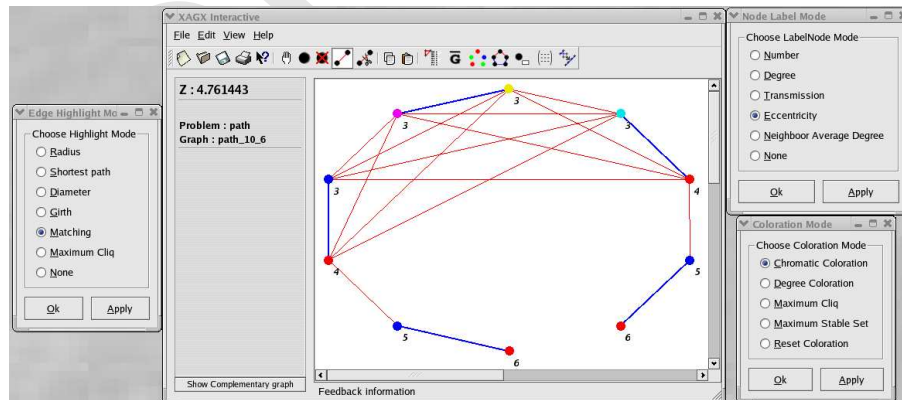 XAGX Interactive
File Edit View Help
G
Z : 4.761443
Problem : path
Graph : path_10_6
Show Complementary graph
Feedback information
3
3
3
3
4
4
5
5
6
6
Edge Highlight Mo
Choose Highlight Mode
Radius
Shortest path
Diameter
Girth
Matching
Maximum Cliq
None
Ok Apply
Node Label Mode
Choose LabelNode Mode
Number
Degree
Transmission
Eccentricity
Neighboor Average Degree
None
Ok Apply
Coloration Mode
Choose Coloration Mode
Chromatic Coloration
Degree Coloration
Maximum Cliq
Maximum Stable Set
Reset Coloration
Ok Apply